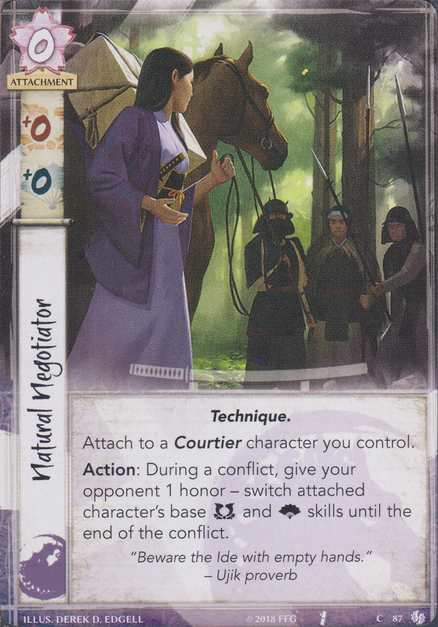 0
ATTACHMENT
+0
+0
Natural Negotiator
Technique.
Attach to a Courtier character you control.
Action: During a conflict, give your
opponent 1 honor – switch attached
character's base and skills until the
end of the conflict.
“Beware the Ide with empty hands.”
– Ujik proverb
ILLUS. DEREK D. EDGELL
© 2018 FFG
C 87